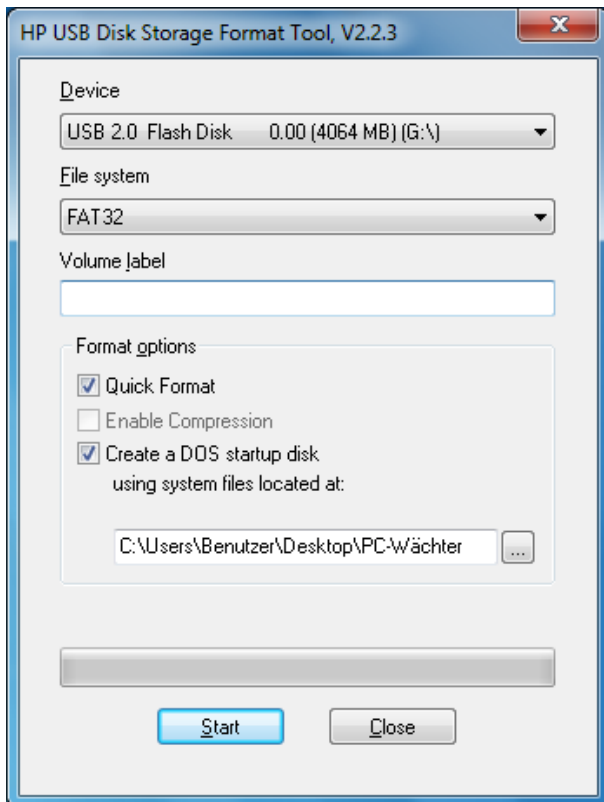 HP USB Disk Storage Format Tool, V2.2.3
Device
USB 2.0 Flash Disk 0.00 (4064 MB) (G:\)
File system
FAT32
Volume label
Format options
Quick Format
Enable Compression
Create a DOS startup disk
using system files located at:
C:\Users\Benutzer\Desktop\PC-Wächter
...
Start Close